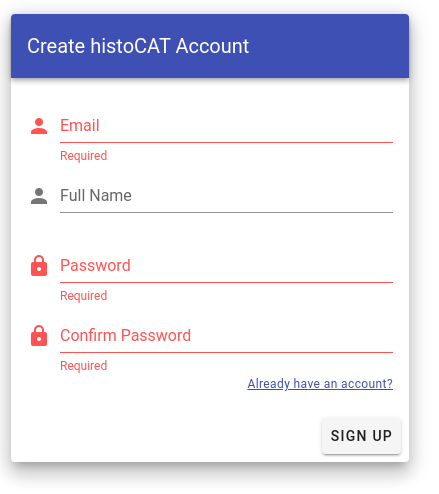 Create histoCAT Account
Email
Required
Full Name
Password
Required
Confirm Password
Required
Already have an account?
SIGN UP